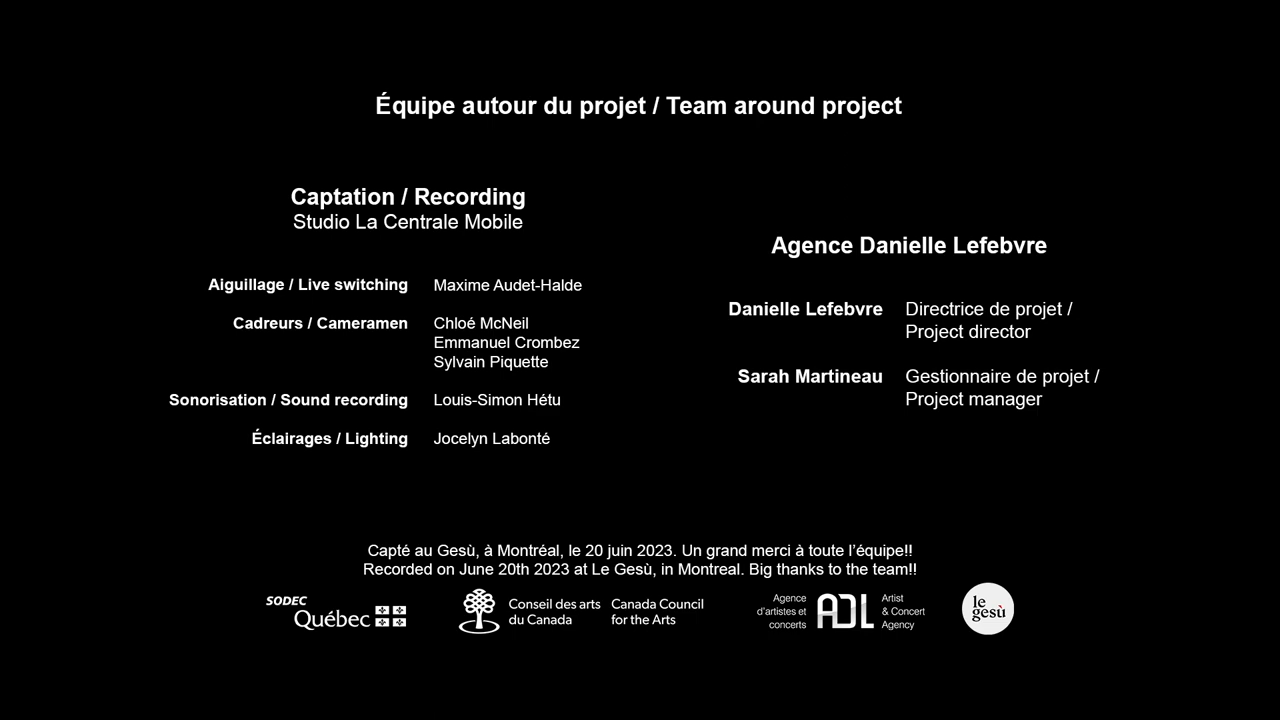 Équipe autour du projet / Team around project
Captation / Recording
Studio La Centrale Mobile
Aiguillage / Live switching Maxime Audet-Halde
Cadreurs / Cameramen Chloé McNeil
Emmanuel Crombez
Sylvain Piquette
Sonorisation / Sound recording Louis-Simon Hétu
Éclairages / Lighting Jocelyn Labonté
Agence Danielle Lefebvre
Danielle Lefebvre Directrice de projet /
Project director
Sarah Martineau Gestionnaire de projet /
Project manager
Capté au Gesù, à Montréal, le 20 juin 2023. Un grand merci à toute l’équipe!!
Recorded on June 20th 2023 at Le Gesù, in Montreal. Big thanks to the team!!
SODEC
Québec
Conseil des arts
du Canada
Canada Council
for the Arts
Agence
d'artistes et
concerts
ADL
Artist
& Concert
Agency
le
gesù